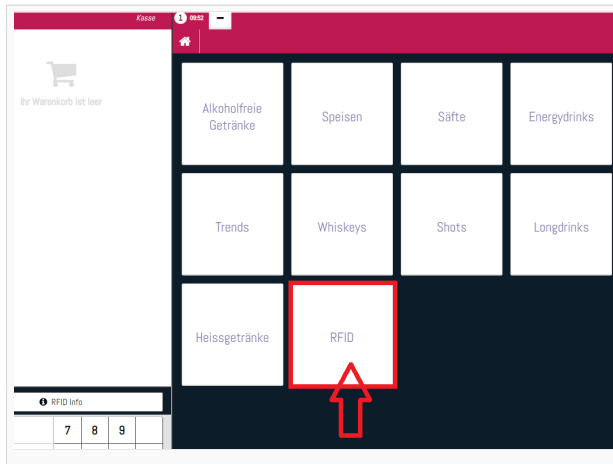 Kasse
1 09:52 −
Ihr Warenkorb ist leer
Alkoholfreie
Getränke
Speisen
Säfte
Energydrinks
Trends
Whiskeys
Shots
Longdrinks
Heissgetränke
RFID
RFID Info
7 8 9